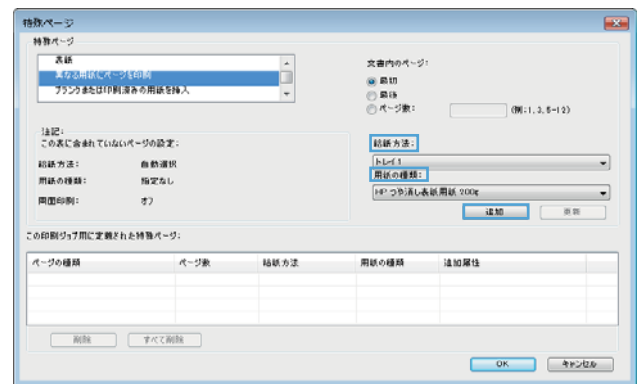 特殊ページ
特殊ページ
表紙
異なる用紙にページを印刷
ブランクまたは印刷済みの用紙を挿入
文書内のページ:
最初
最後
ページ数:
(例:1,3,5-12)
注記:
この表に含まれていないページの設定:
給紙方法: 自動選択
用紙の種類: 指定なし
両面印刷: オフ
給紙方法:
トレイ1
用紙の種類:
HP つや消し表紙用紙 200g
追加 更新
この印刷ジョブ用に定義された特殊ページ:
ページの種類 ページ数 給紙方法 用紙の種類 追加属性
削除 すべて削除
OK キャンセル